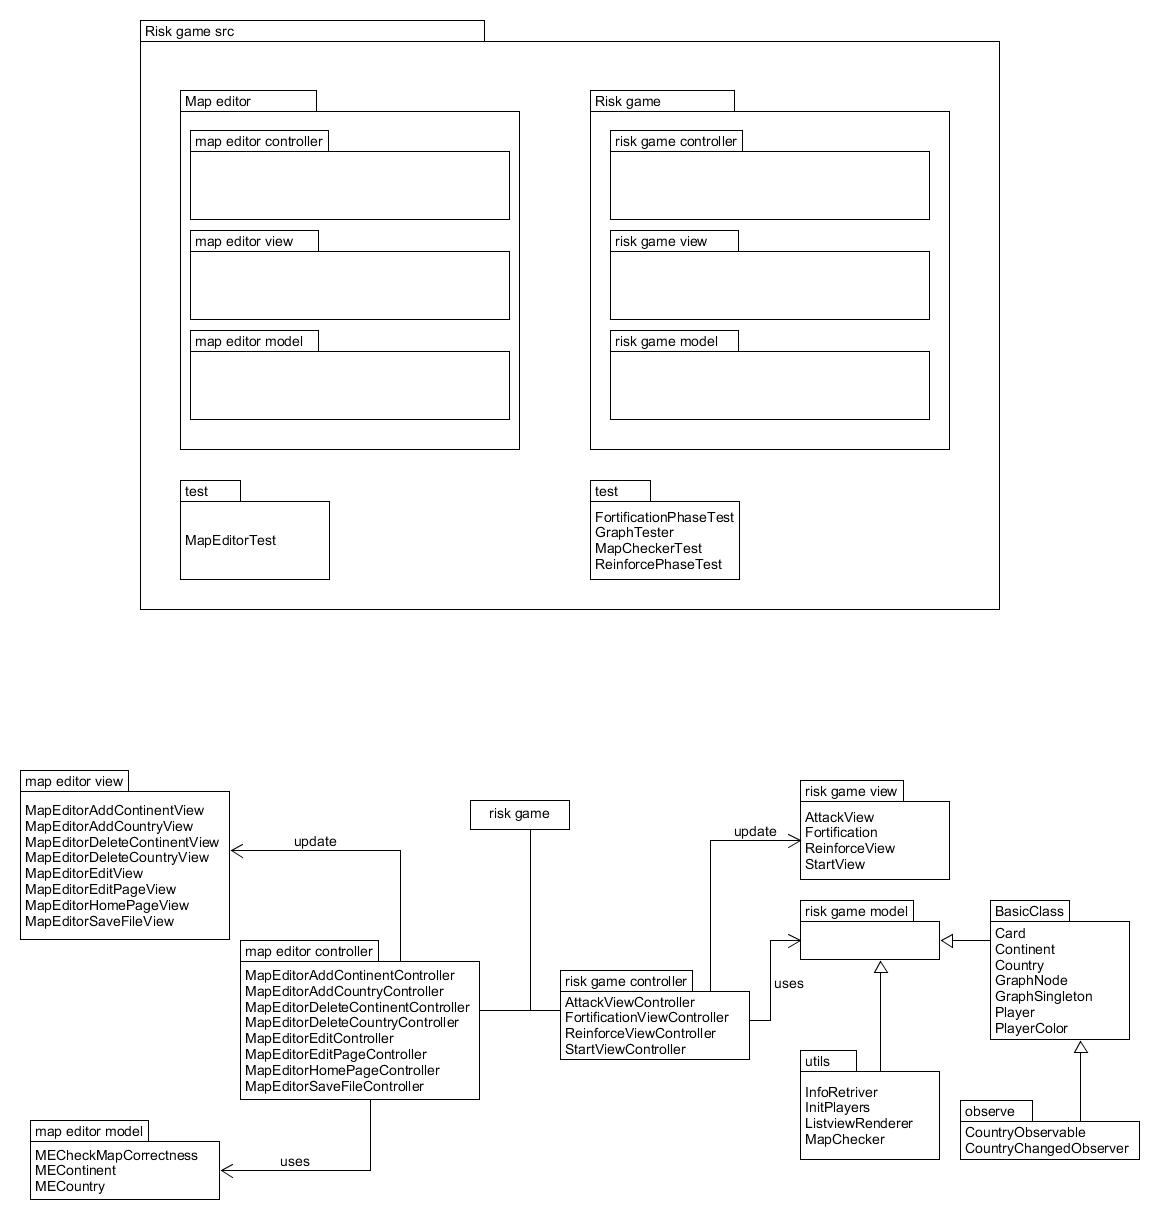 Risk game src
Map editor
map editor controller
map editor view
map editor model
Risk game
risk game controller
risk game view
risk game model
test
MapEditorTest
test
FortificationPhaseTest
GraphTester
MapCheckerTest
ReinforcePhaseTest
map editor view
MapEditorAddContinentView
MapEditorAddCountryView
MapEditorDeleteContinentView
MapEditorDeleteCountryView
MapEditorEditView
MapEditorEditPageView
MapEditorHomePageView
MapEditorSaveFileView
update
risk game
update
risk game view
AttackView
Fortification
ReinforceView
StartView
map editor controller
MapEditorAddContinentController
MapEditorAddCountryController
MapEditorDeleteContinentController
MapEditorDeleteCountryController
MapEditorEditController
MapEditorEditPageController
MapEditorHomePageController
MapEditorSaveFileController
risk game controller
AttackViewController
FortificationViewController
ReinforceViewController
StartViewController
uses
risk game model
BasicClass
Card
Continent
Country
GraphNode
GraphSingleton
Player
PlayerColor
utils
InfoRetriver
InitPlayers
ListviewRenderer
MapChecker
observe
CountryObservable
CountryChangedObserver
map editor model
MECheckMapCorrectness
MEContinent
MECountry
uses